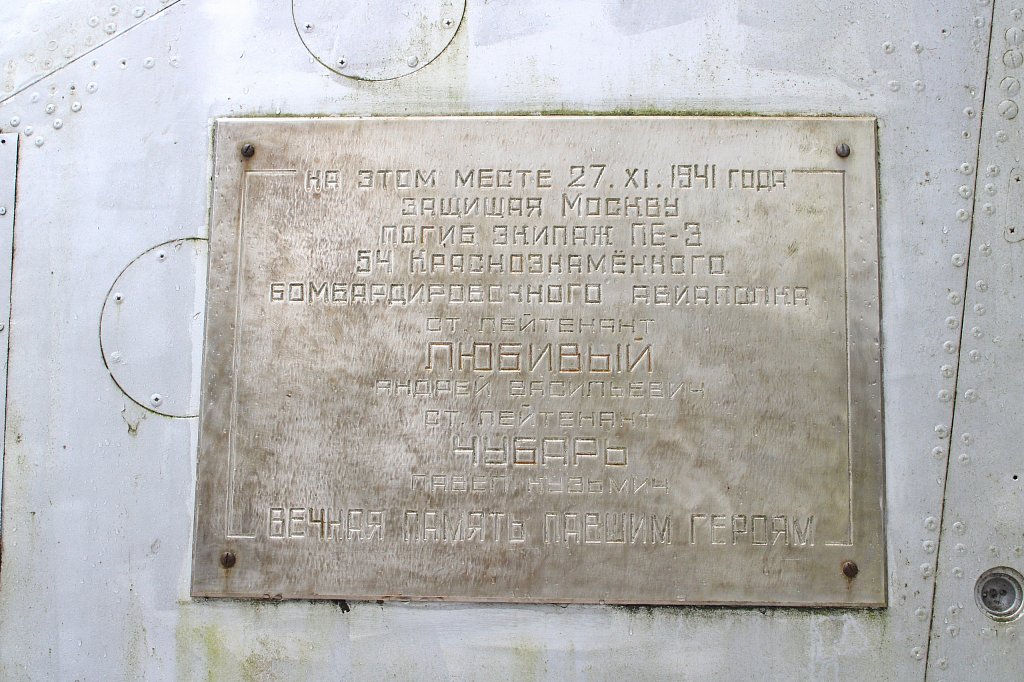 на этом месте 27.XI.1941 года
защищая Москву
погиб экипаж ПЕ-3
54 Краснознамённого
бомбардировочного авиаполка
ст. лейтенант
ЛЮБИВЫЙ
Андрей Васильевич
ст. лейтенант
ЧУБАРЬ
Павел Кузьмич
ВЕЧНАЯ ПАМЯТЬ ПАВШИМ ГЕРОЯМ